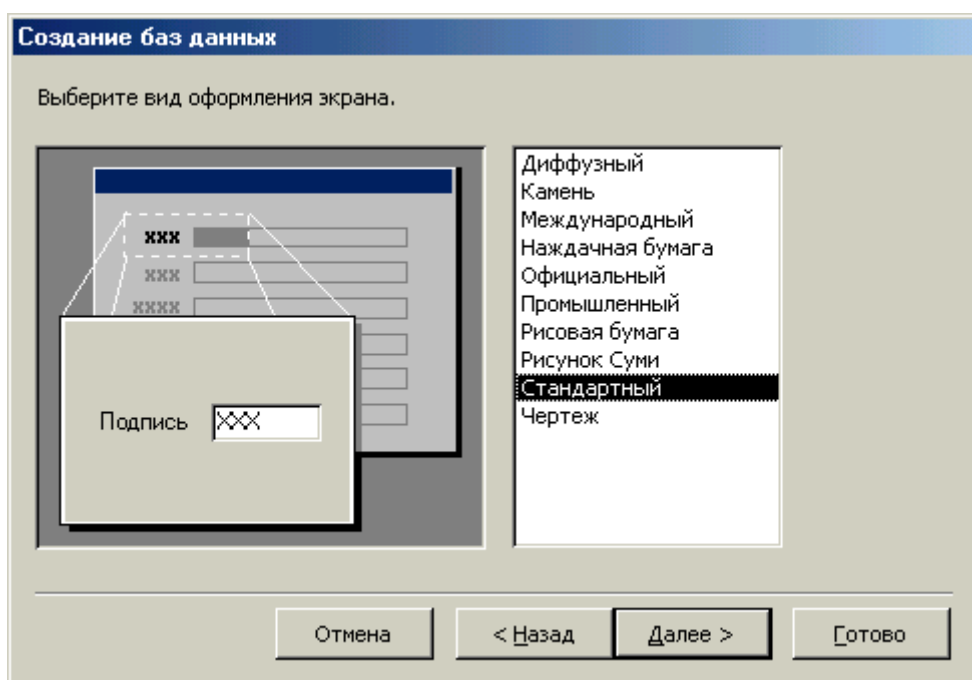 Создание баз данных
Выберите вид оформления экрана.
xxx
xxx
xxxx
Подпись XXX
Диффузный
Камень
Международный
Наждачная бумага
Официальный
Промышленный
Рисовая бумага
Рисунок Суми
Стандартный
Чертеж
Отмена
< Назад
Далее >
Готово